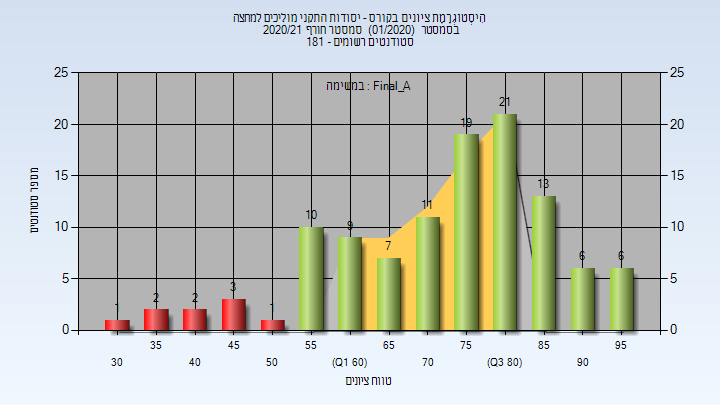 היסטוגרמת ציונים בקורס - יסודות התקני מוליכים למחצה
בסמסטר (01/2020) סמסטר חורף 2020/21
סטודנטים רשומים - 181
במשימה : Final_A
מספר סטודנטים
25 20 15 10 5 0
25 20 15 10 5 0
1 2 2 3 1 10 9 7 11 19 21 13 6 6
35 45 55 65 75 85 95
30 40 50 (Q1 60) 70 (Q3 80) 90
טווח ציונים